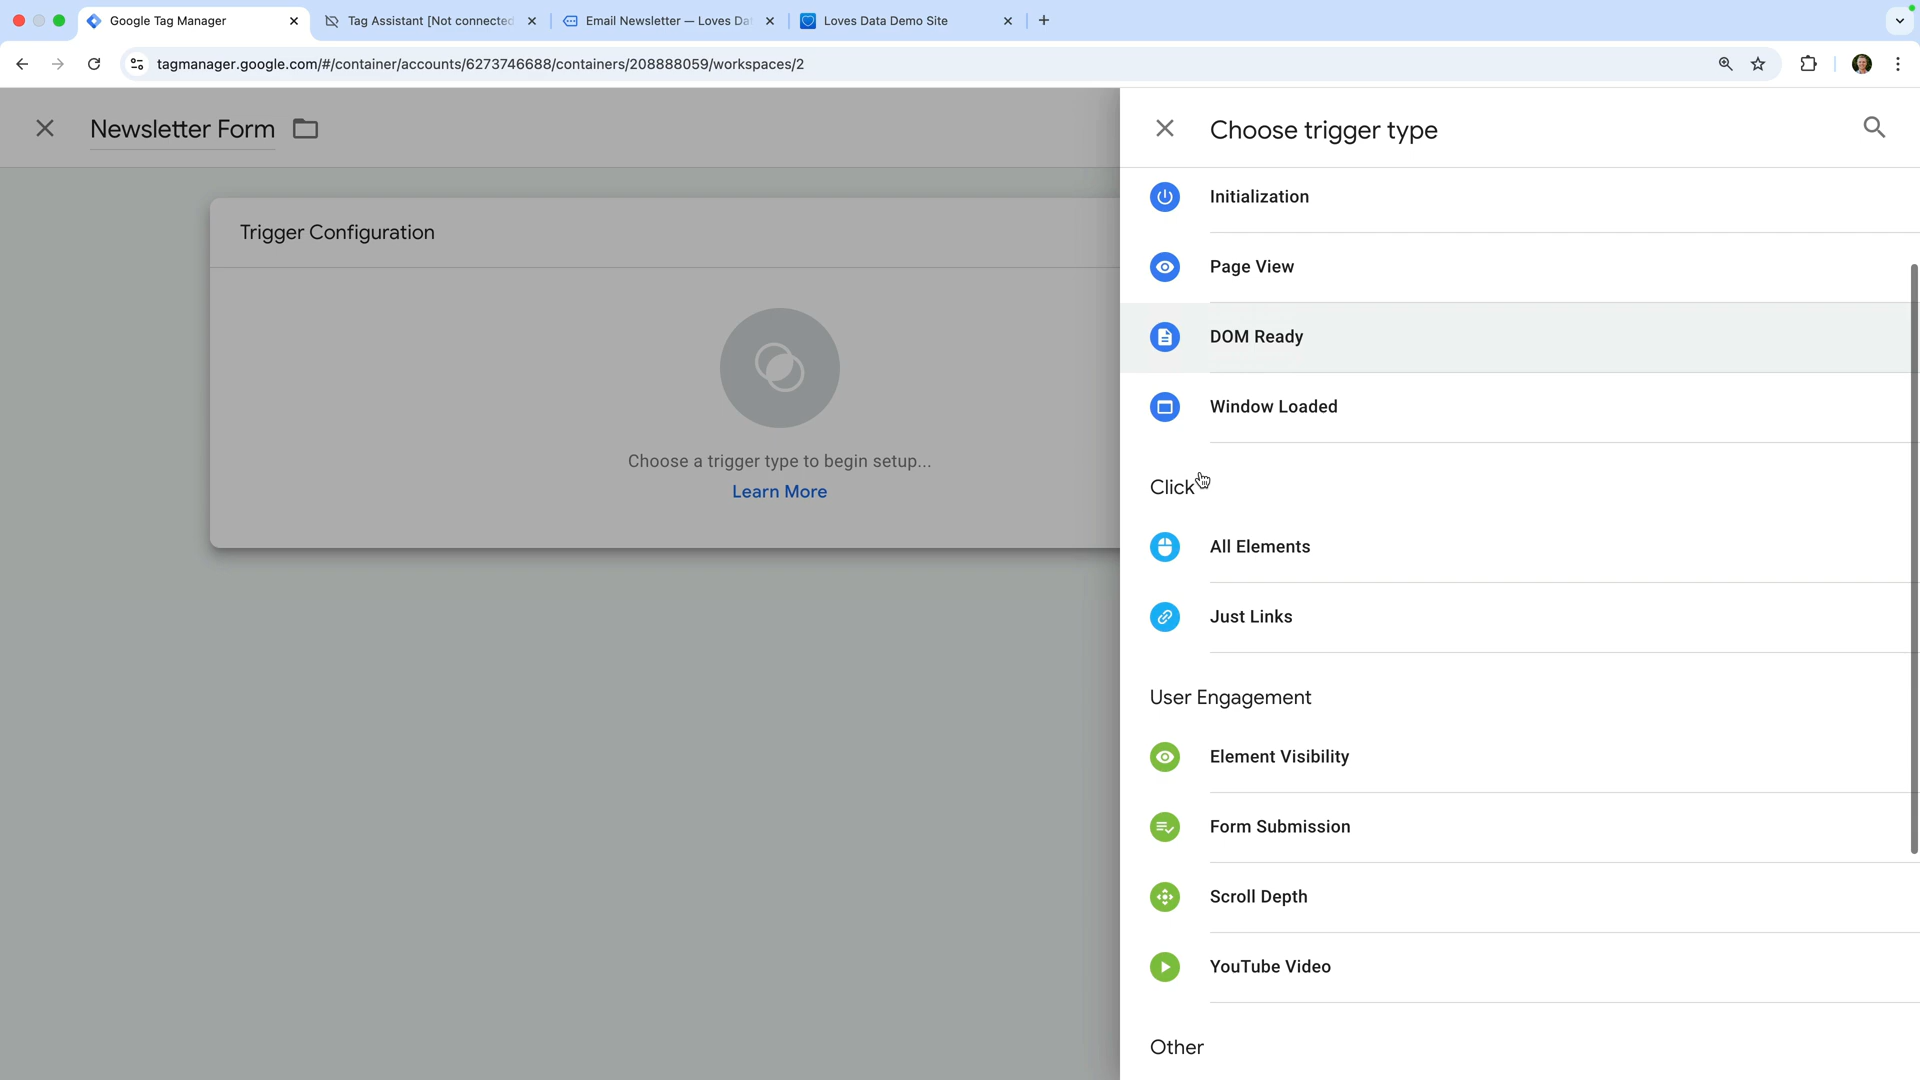 Google Tag Manager
Tag Assistant [Not connected
Email Newsletter — Loves Da
Loves Data Demo Site
tagmanager.google.com/#/container/accounts/6273746688/containers/208888059/workspaces/2
Newsletter Form
Trigger Configuration
Choose a trigger type to begin setup...
Learn More
Choose trigger type
Initialization
Page View
DOM Ready
Window Loaded
Click
All Elements
Just Links
User Engagement
Element Visibility
Form Submission
Scroll Depth
YouTube Video
Other